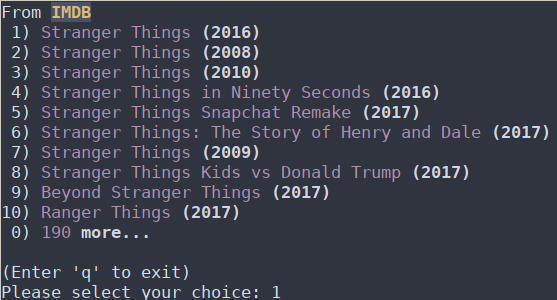 From IMDB
1) Stranger Things (2016)
2) Stranger Things (2008)
3) Stranger Things (2010)
4) Stranger Things in Ninety Seconds (2016)
5) Stranger Things Snapchat Remake (2017)
6) Stranger Things: The Story of Henry and Dale (2017)
7) Stranger Things (2009)
8) Stranger Things Kids vs Donald Trump (2017)
9) Beyond Stranger Things (2017)
10) Ranger Things (2017)
0) 190 more...
(Enter 'q' to exit)
Please select your choice: 1